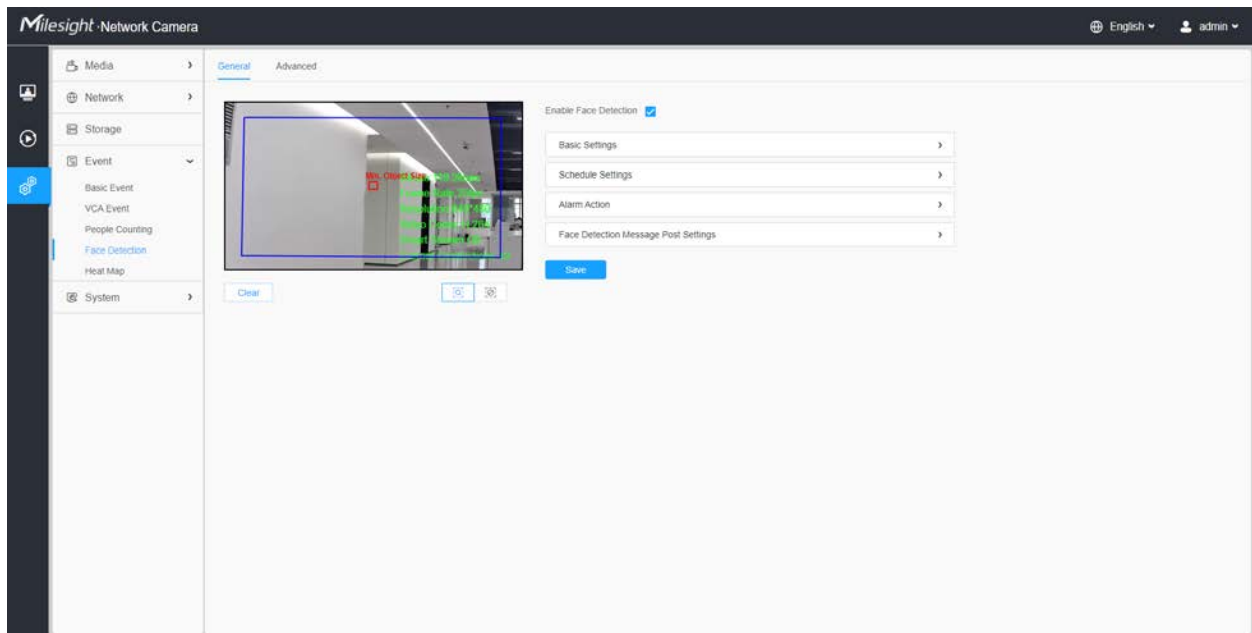 Milesight Network Camera
English
admin
Media
Network
Storage
Event
Basic Event
VCA Event
People Counting
Face Detection
Heat Map
System
General
Advanced
Min. Object Size
Clear
Enable Face Detection
Basic Settings
Schedule Settings
Alarm Action
Face Detection Message Post Settings
Save